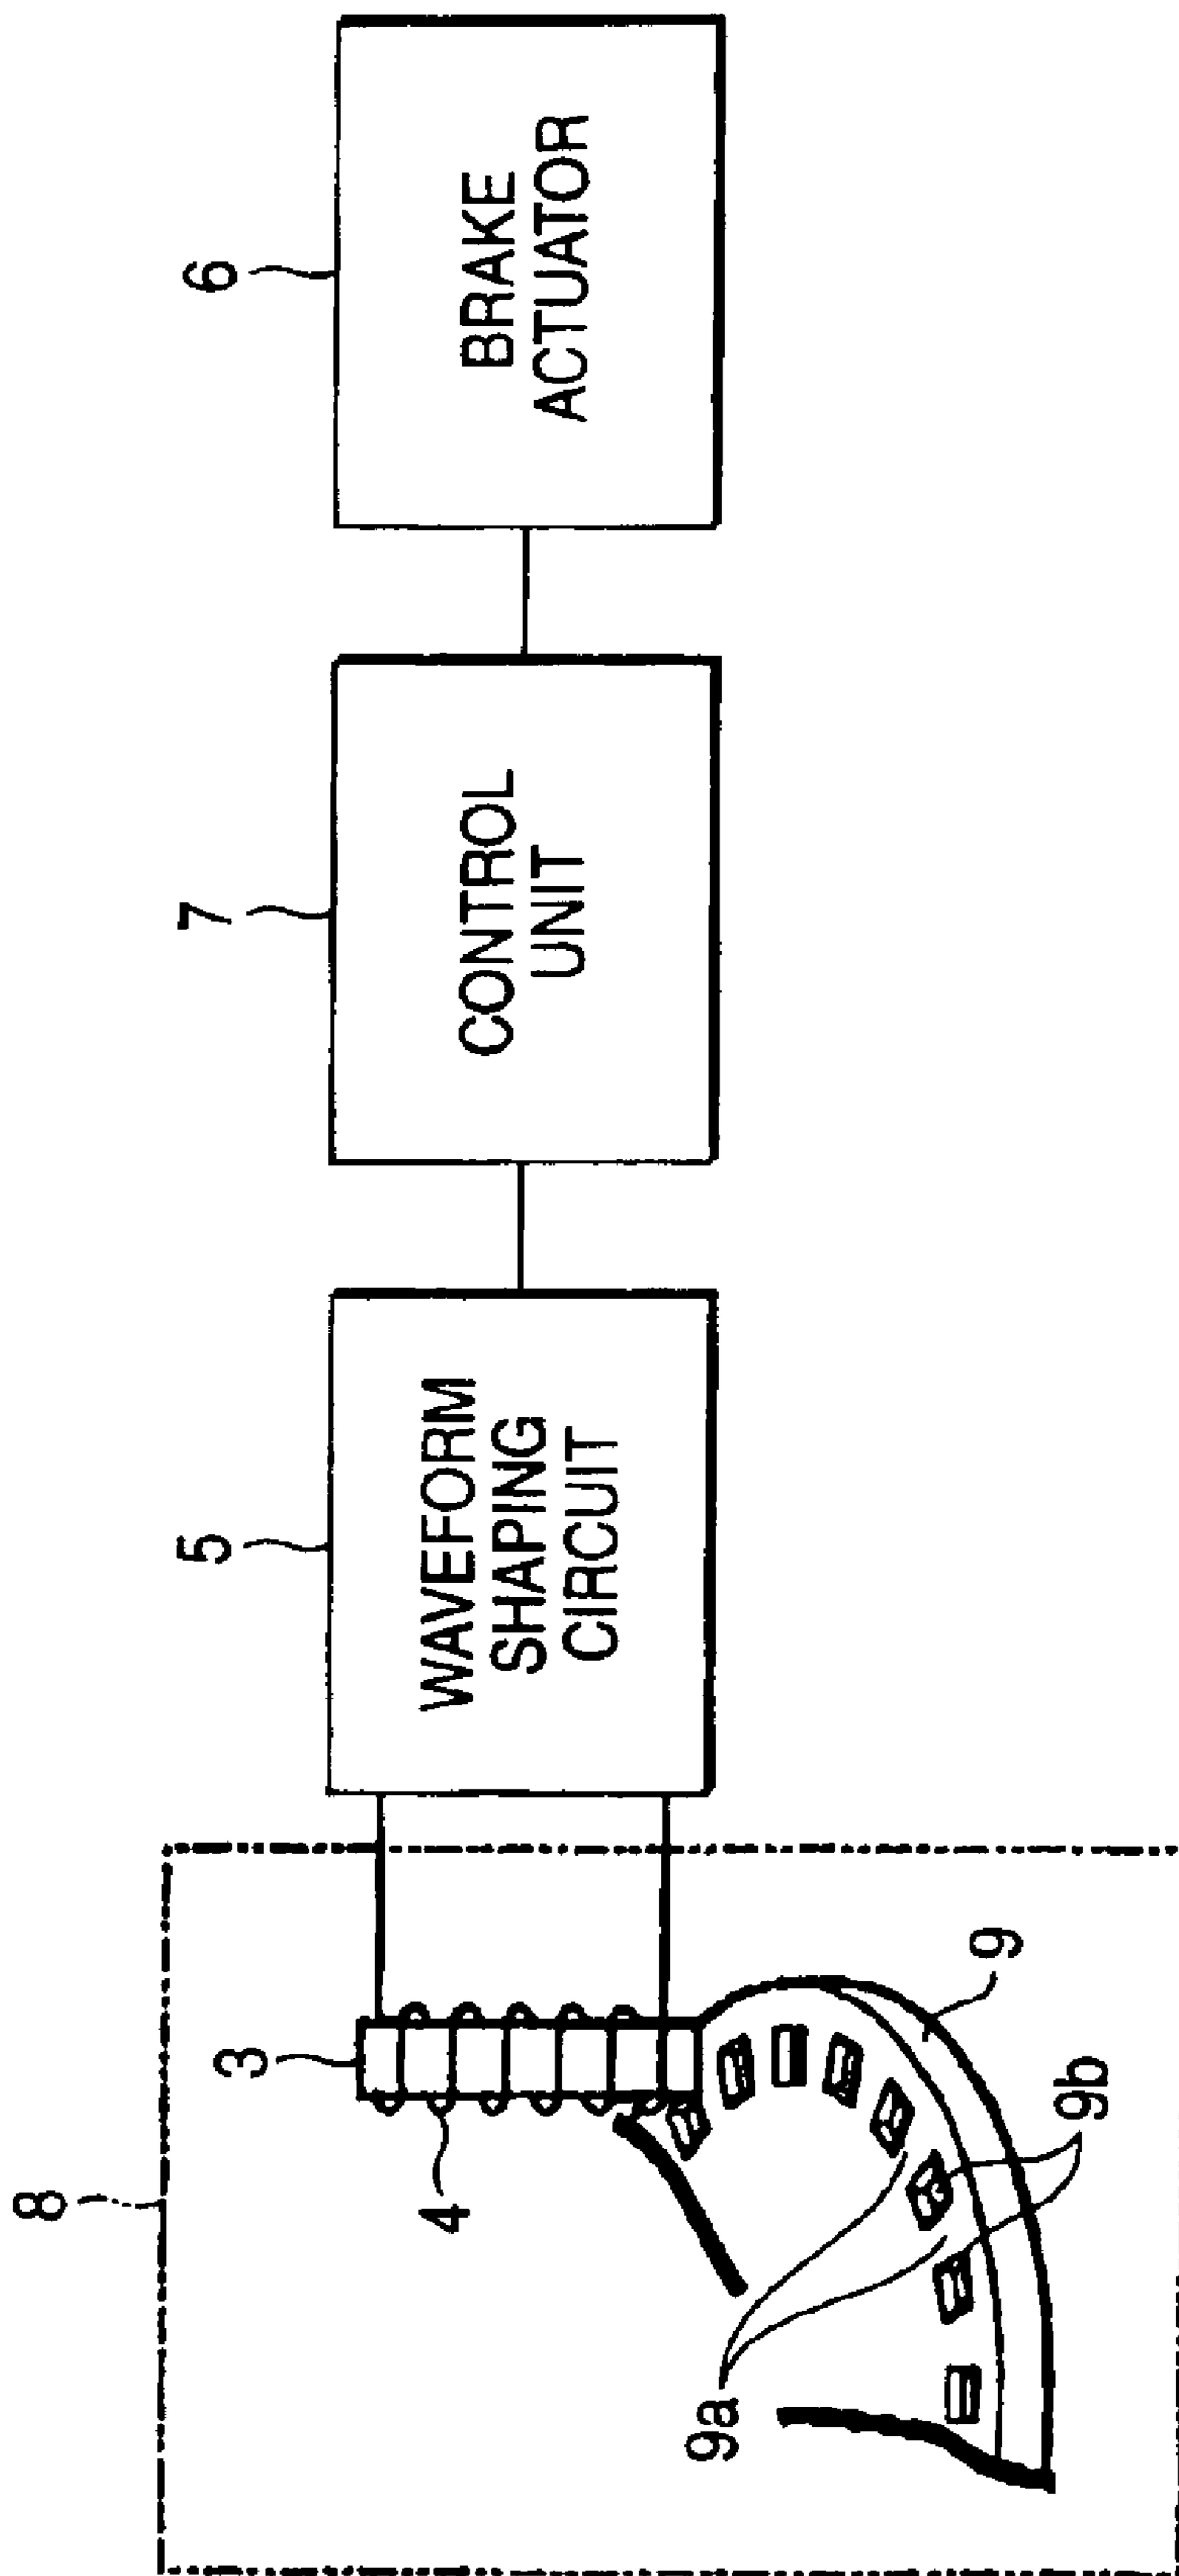 8
3
4
9
9a
9b
5
WAVEFORM
SHAPING
CIRCUIT
7
CONTROL
UNIT
6
BRAKE
ACTUATOR